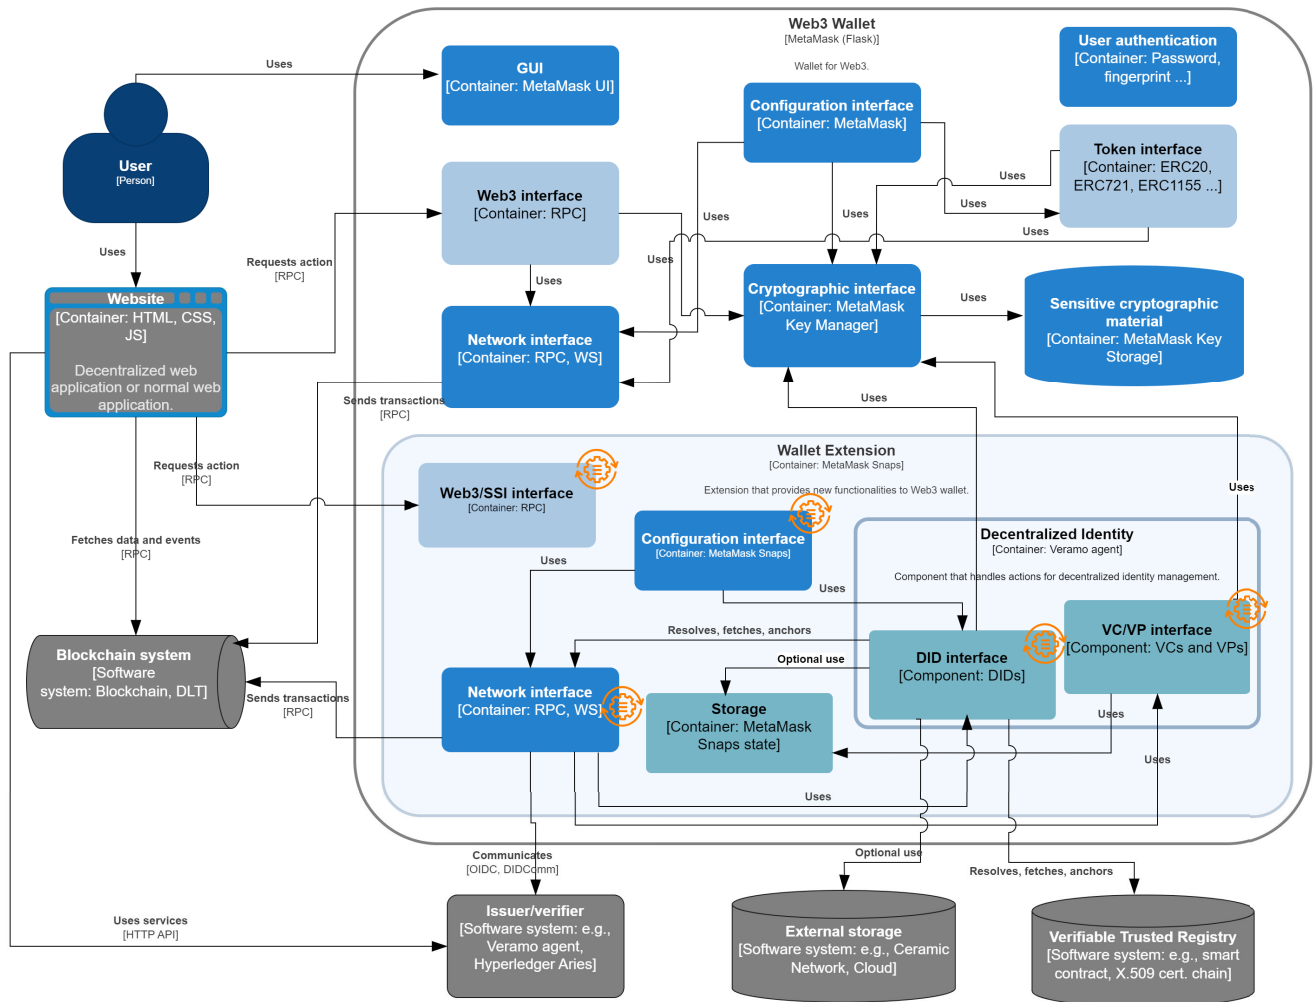 Web3 Wallet
[MetaMask (Flask)]
Wallet for Web3.
User authentication
[Container: Password,
fingerprint ...]
Uses
GUI
[Container: MetaMask UI]
Configuration interface
[Container: MetaMask]
User
[Person]
Token interface
[Container: ERC20,
ERC721, ERC1155 ...]
Uses
Web3 interface
[Container: RPC]
Uses
Uses
Uses
Uses
Uses
Uses
Requests action
[RPC]
Uses
Uses
Website
[Container: HTML, CSS,
JS]
Decentralized web
application or normal web
application.
Cryptographic interface
[Container: MetaMask
Key Manager]
Uses
Sensitive cryptographic
material
[Container: MetaMask Key
Storage]
Network interface
[Container: RPC, WS]
Sends transactions
[RPC]
Uses
Wallet Extension
[Container: MetaMask Snaps]
Extension that provides new functionalities to Web3 wallet.
Requests action
[RPC]
Web3/SSI interface
[Container: RPC]
Uses
Fetches data and events
[RPC]
Configuration interface
[Container: MetaMask Snaps]
Decentralized Identity
[Container: Veramo agent]
Component that handles actions for decentralized identity management.
Uses
Uses
Resolves, fetches, anchors
VC/VP interface
[Component: VCs and VPs]
Blockchain system
[Software
system: Blockchain, DLT]
Optional use
DID interface
[Component: DIDs]
Sends transactions
[RPC]
Network interface
[Container: RPC, WS]
Storage
[Container: MetaMask
Snaps state]
Uses
Uses
Uses
Communicates
[OIDC, DIDComm]
Optional use
Resolves, fetches, anchors
Uses services
[HTTP API]
Issuer/verifier
[Software system: e.g.,
Veramo agent,
Hyperledger Aries]
External storage
[Software system: e.g., Ceramic
Network, Cloud]
Verifiable Trusted Registry
[Software system: e.g., smart
contract, X.509 cert. chain]